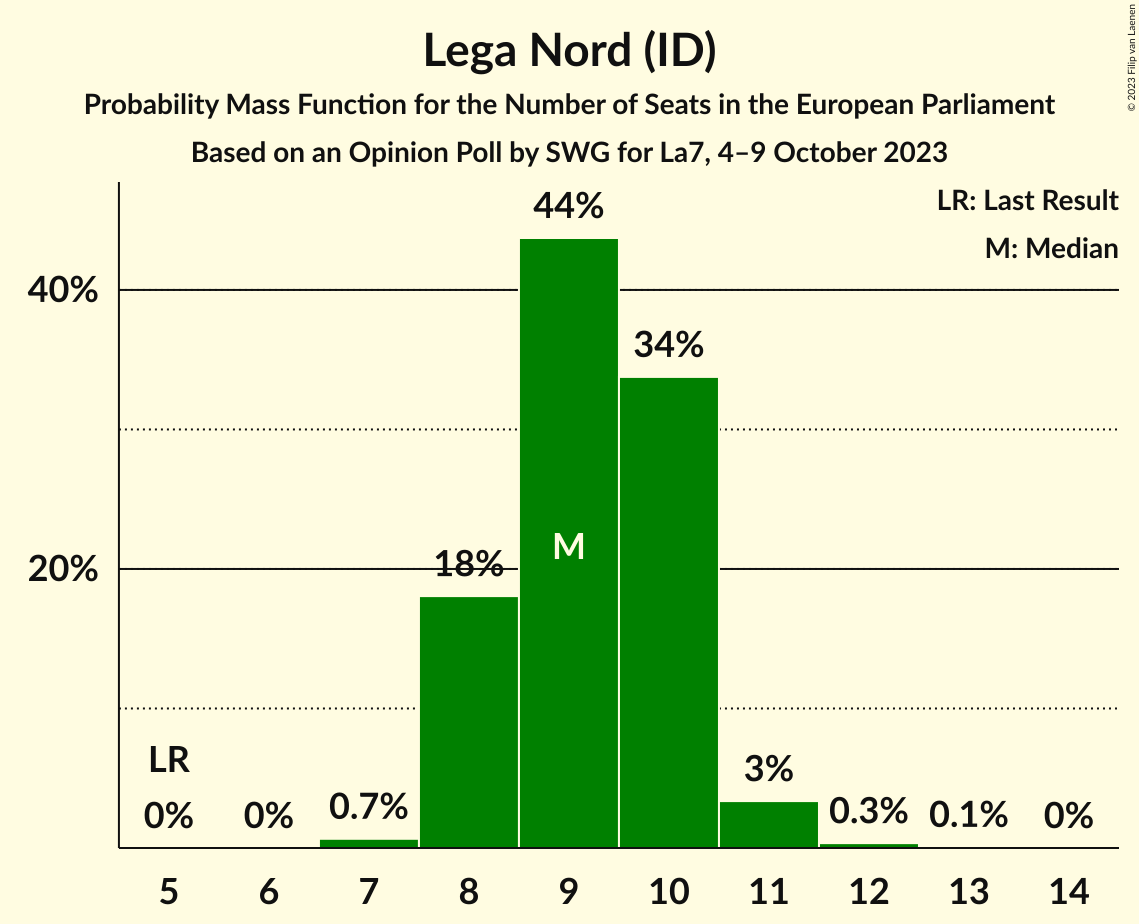 Lega Nord (ID)
Probability Mass Function for the Number of Seats in the European Parliament
Based on an Opinion Poll by SWG for La7, 4–9 October 2023
© 2023 Filip van Laenen
LR: Last Result
M: Median
40%
20%
LR
0%
0%
0.7%
18%
44%
M
34%
3%
0.3%
0.1%
0%
5 6 7 8 9 10 11 12 13 14